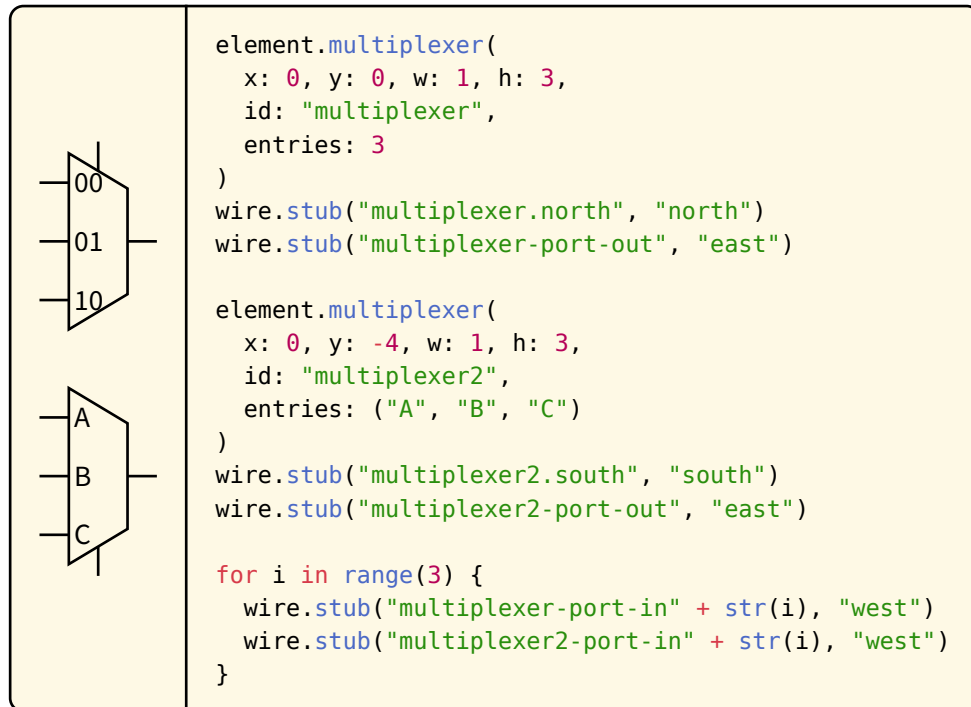 00
01
10
A
B
C
element.multiplexer(
  x: 0, y: 0, w: 1, h: 3,
  id: "multiplexer",
  entries: 3
)
wire.stub("multiplexer.north", "north")
wire.stub("multiplexer-port-out", "east")
element.multiplexer(
  x: 0, y: -4, w: 1, h: 3,
  id: "multiplexer2",
  entries: ("A", "B", "C")
)
wire.stub("multiplexer2.south", "south")
wire.stub("multiplexer2-port-out", "east")
for i in range(3) {
  wire.stub("multiplexer-port-in" + str(i), "west")
  wire.stub("multiplexer2-port-in" + str(i), "west")
}